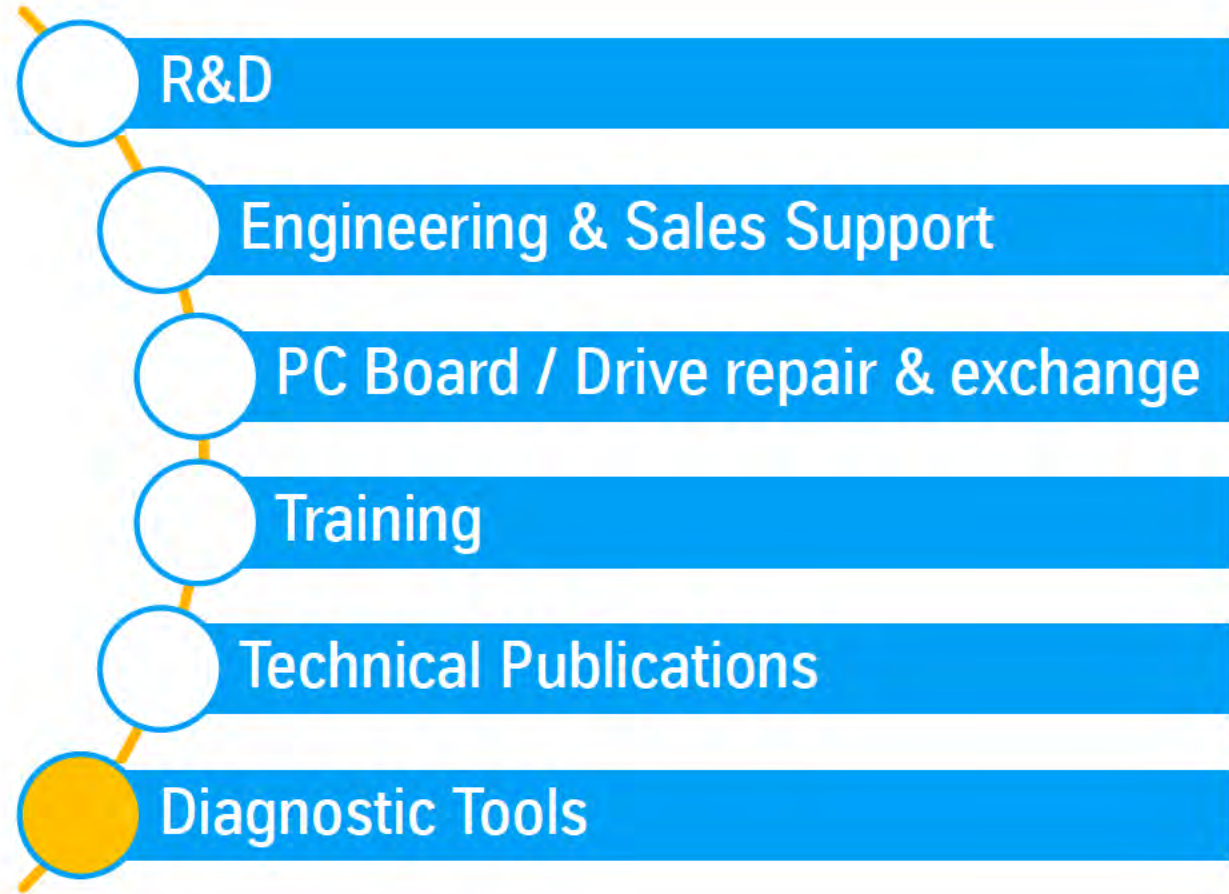 R&D
Engineering & Sales Support
PC Board / Drive repair & exchange
Training
Technical Publications
Diagnostic Tools